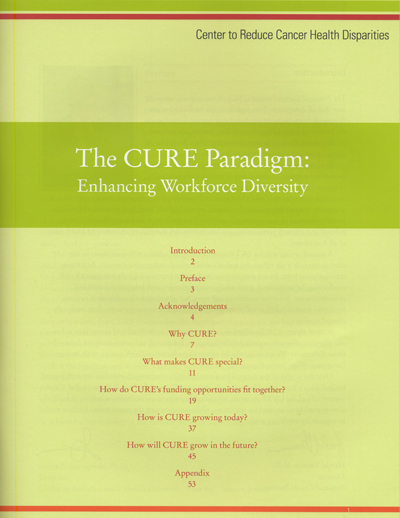 Center to Reduce Cancer Health Disparities
The CURE Paradigm:
Enhancing Workforce Diversity
Introduction
2
Preface
3
Acknowledgements
4
Why CURE?
7
What makes CURE special?
11
How do CURE's funding opportunities fit together?
19
How is CURE growing today?
37
How will CURE grow in the future?
45
Appendix
53
1